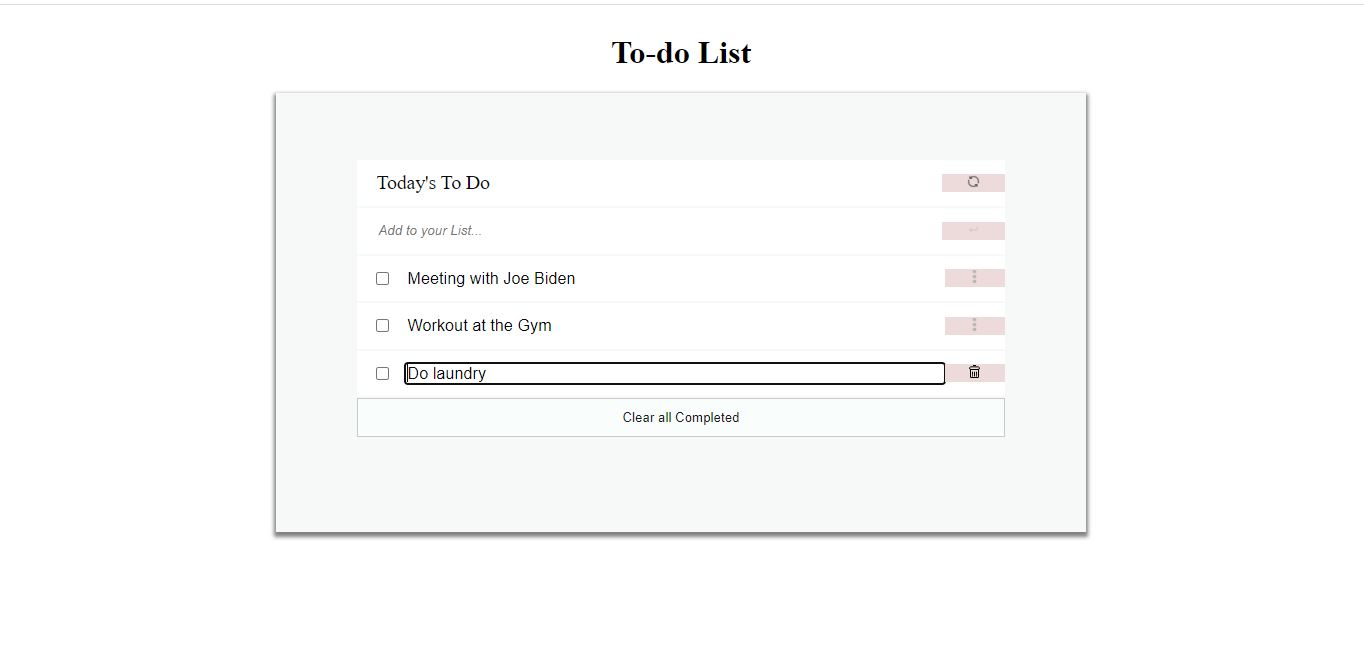 To-do List
Today's To Do
Add to your List...
Meeting with Joe Biden
Workout at the Gym
Do laundry
Clear all Completed